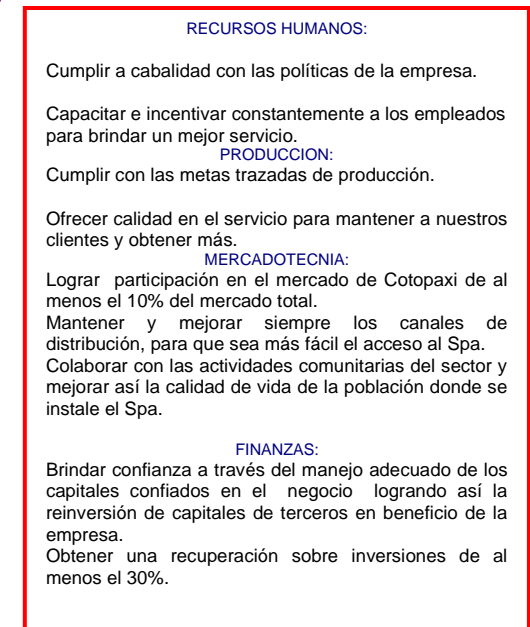 RECURSOS HUMANOS:
Cumplir a cabalidad con las políticas de la empresa.
Capacitar e incentivar constantemente a los empleados
para brindar un mejor servicio.
PRODUCCION:
Cumplir con las metas trazadas de producción.
Ofrecer calidad en el servicio para mantener a nuestros
clientes y obtener más.
MERCADOTECNIA:
Lograr participación en el mercado de Cotopaxi de al
menos el 10% del mercado total.
Mantener y mejorar siempre los canales de
distribución, para que sea más fácil el acceso al Spa.
Colaborar con las actividades comunitarias del sector y
mejorar así la calidad de vida de la población donde se
instale el Spa.
FINANZAS:
Brindar confianza a través del manejo adecuado de los
capitales confiados en el negocio logrando así la
reinversión de capitales de terceros en beneficio de la
empresa.
Obtener una recuperación sobre inversiones de al
menos el 30%.